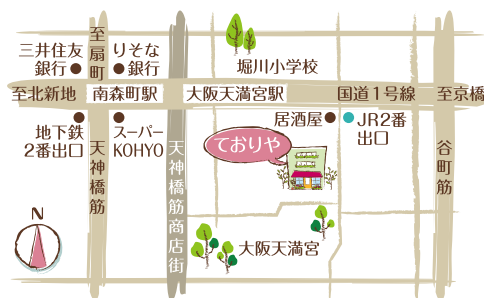 三井住友
銀行
至扇町
りそな
銀行
堀川小学校
至北新地
南森町駅
大阪天満宮駅
国道1号線
至京橋
地下鉄
2番出口
スーパー
KOHYO
居酒屋
JR2番
出口
ておりや
天神橋筋
天神橋筋商店街
谷町筋
大阪天満宮
N